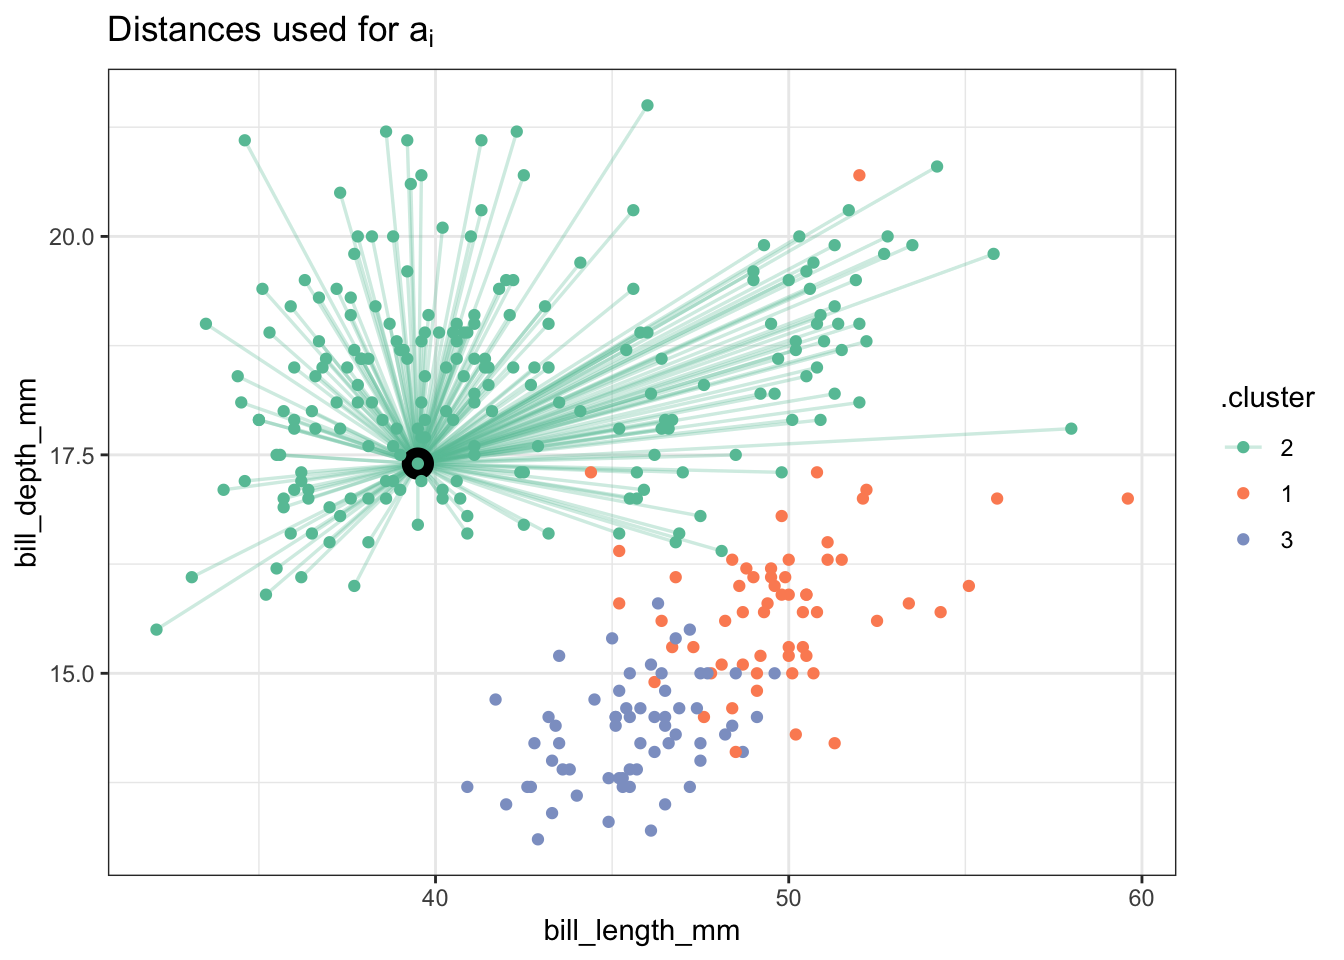 Distances used for aᵢ
20.0
17.5
15.0
bill_depth_mm
40 50 60
bill_length_mm
.cluster
2
1
3